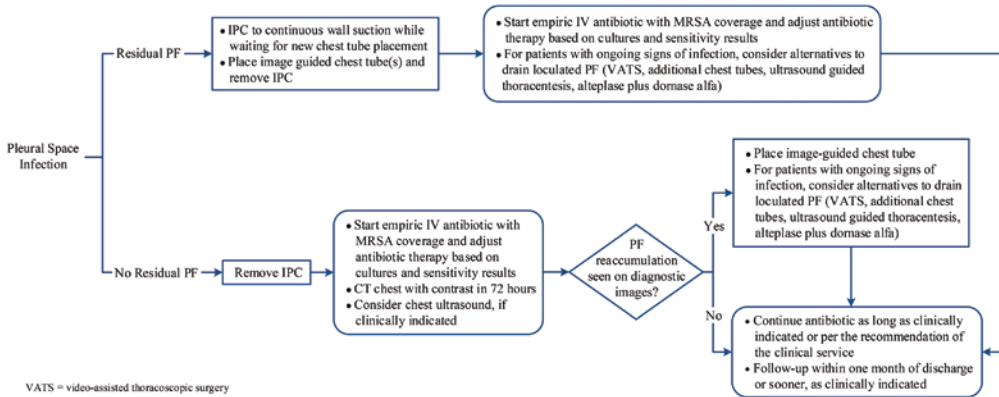 Pleural Space
Infection
Residual PF
• IPC to continuous wall suction while
waiting for new chest tube placement
• Place image guided chest tube(s) and
remove IPC
• Start empiric IV antibiotic with MRSA coverage and adjust antibiotic
therapy based on cultures and sensitivity results
• For patients with ongoing signs of infection, consider alternatives to
drain loculated PF (VATS, additional chest tubes, ultrasound guided
thoracentesis, alteplase plus dornase alfa)
No Residual PF
Remove IPC
• Start empiric IV antibiotic with
MRSA coverage and adjust
antibiotic therapy based on
cultures and sensitivity results
• CT chest with contrast in 72 hours
• Consider chest ultrasound, if
clinically indicated
PF
reaccumulation
seen on diagnostic
images?
Yes
• Place image-guided chest tube
• For patients with ongoing signs of
infection, consider alternatives to drain
loculated PF (VATS, additional chest
tubes, ultrasound guided thoracentesis,
alteplase plus dornase alfa)
No
• Continue antibiotic as long as clinically
indicated or per the recommendation of
the clinical service
• Follow-up within one month of discharge
or sooner, as clinically indicated
VATS = video-assisted thoracoscopic surgery